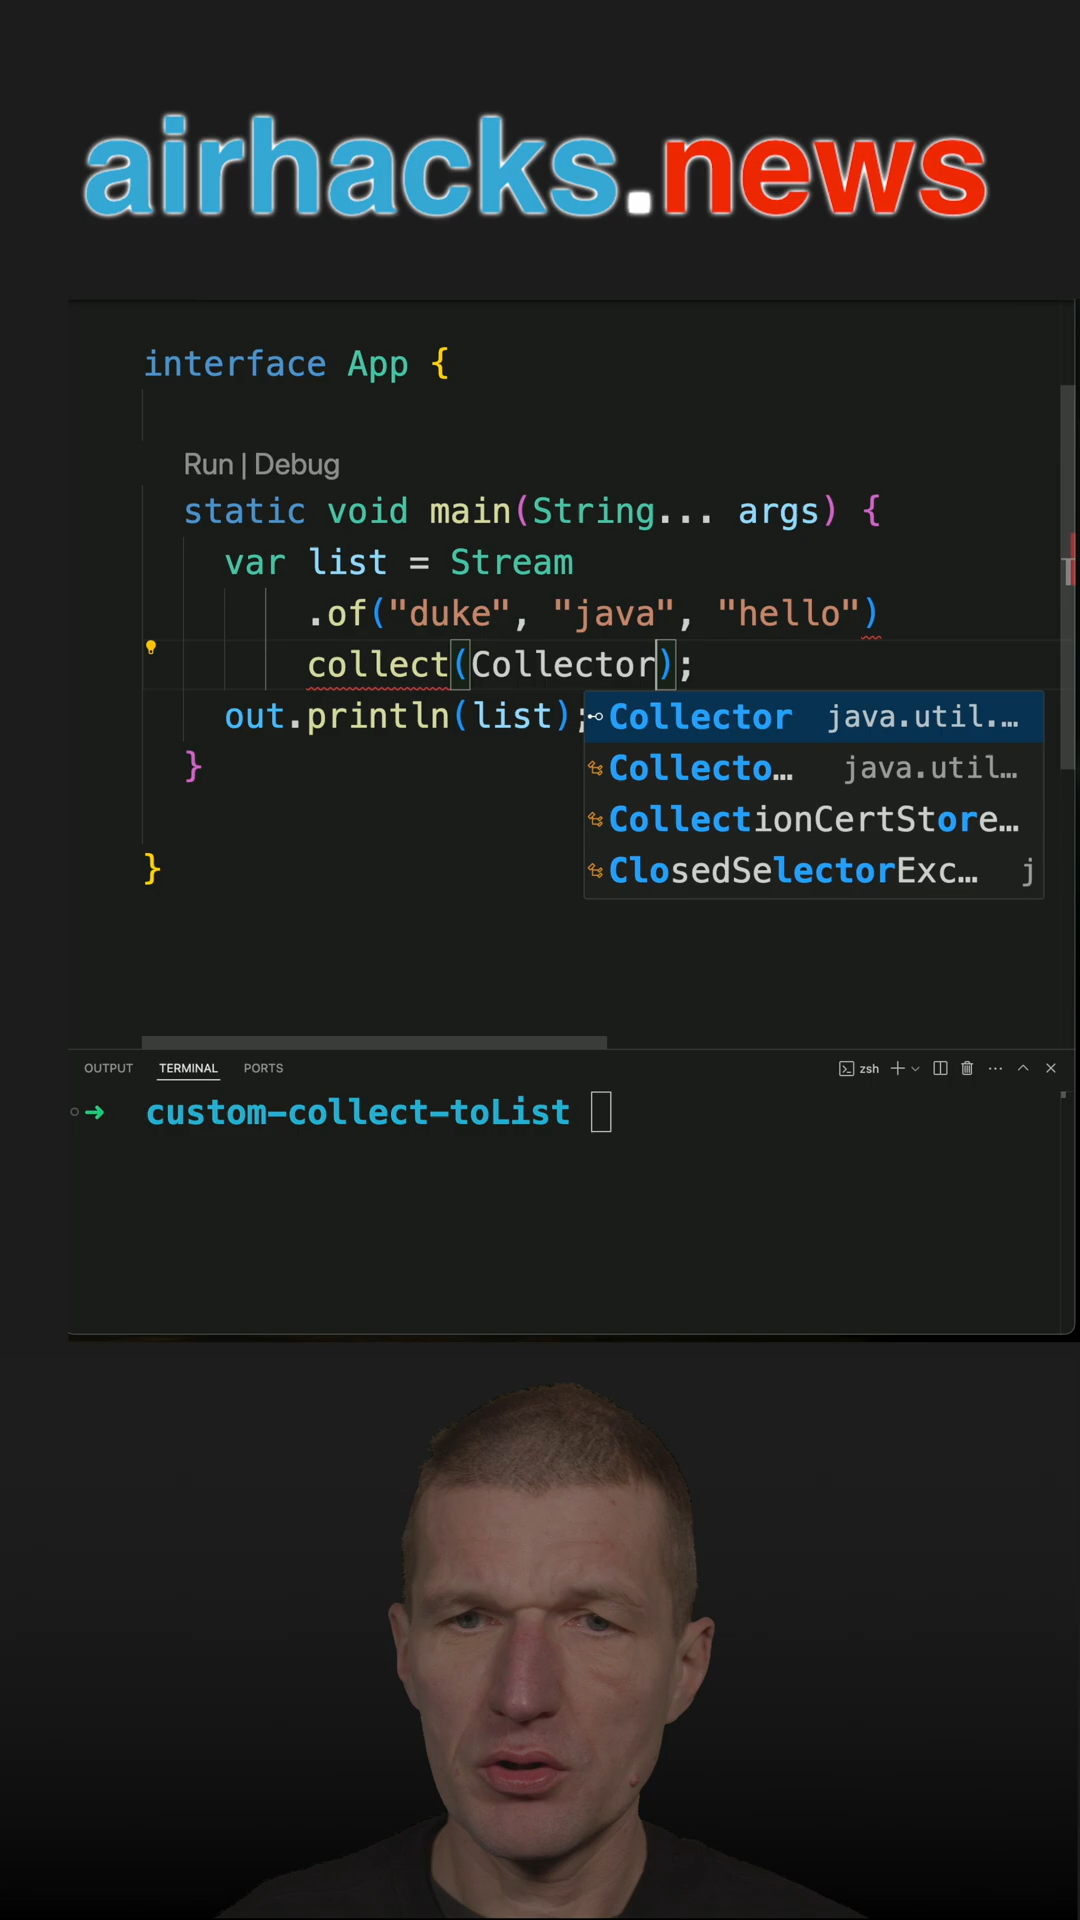 airhacks.news
interface App {
Run | Debug
static void main(String... args) {
var list = Stream
.of("duke", "java", "hello")
collect(Collector);
out.println(list);
Collector java.util....
Collecto... java.util...
CollectionCertStore...
ClosedSelectorExc... j
}
}
OUTPUT TERMINAL PORTS zsh
custom-collect-toList